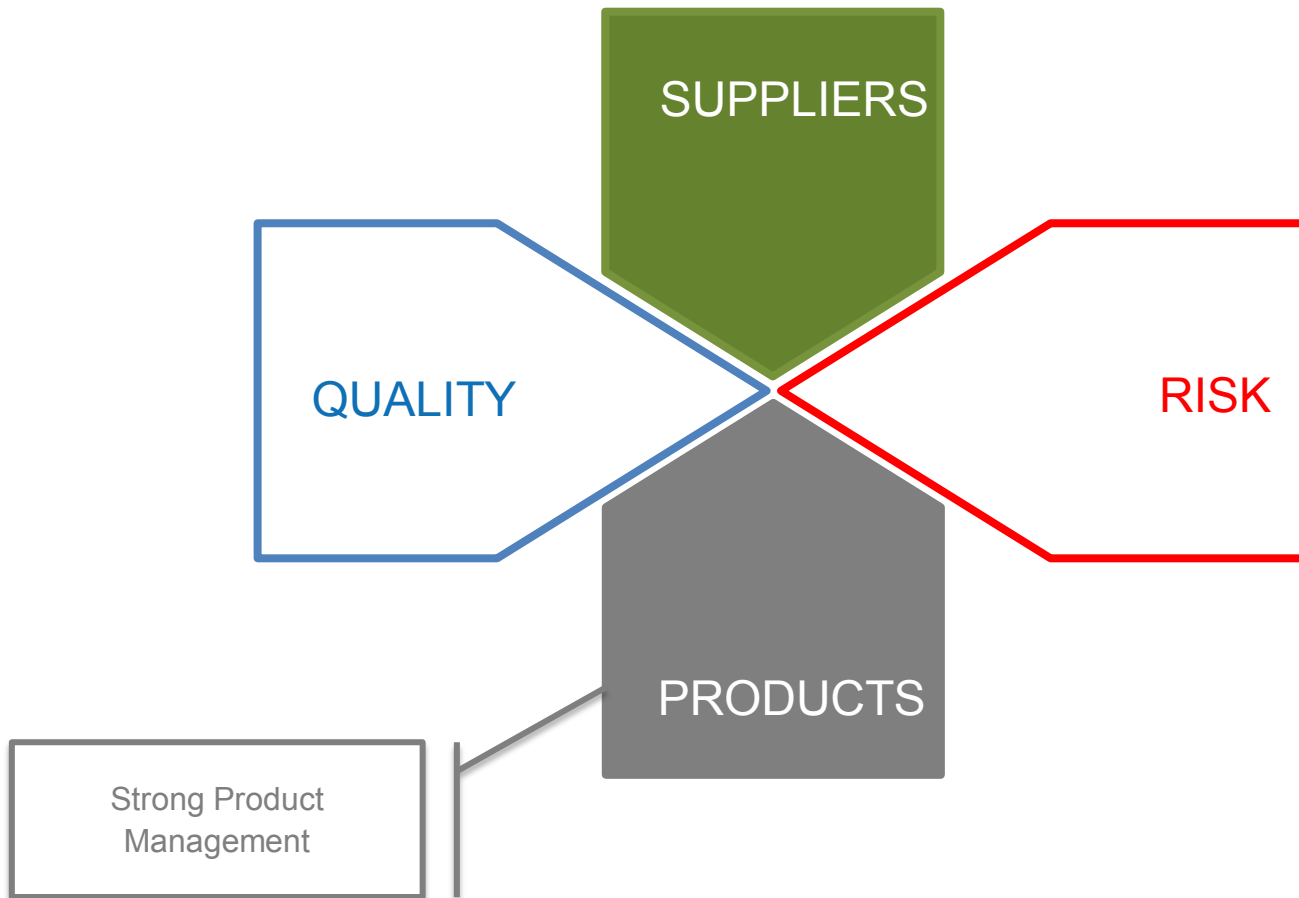 SUPPLIERS
QUALITY
RISK
PRODUCTS
Strong Product
Management